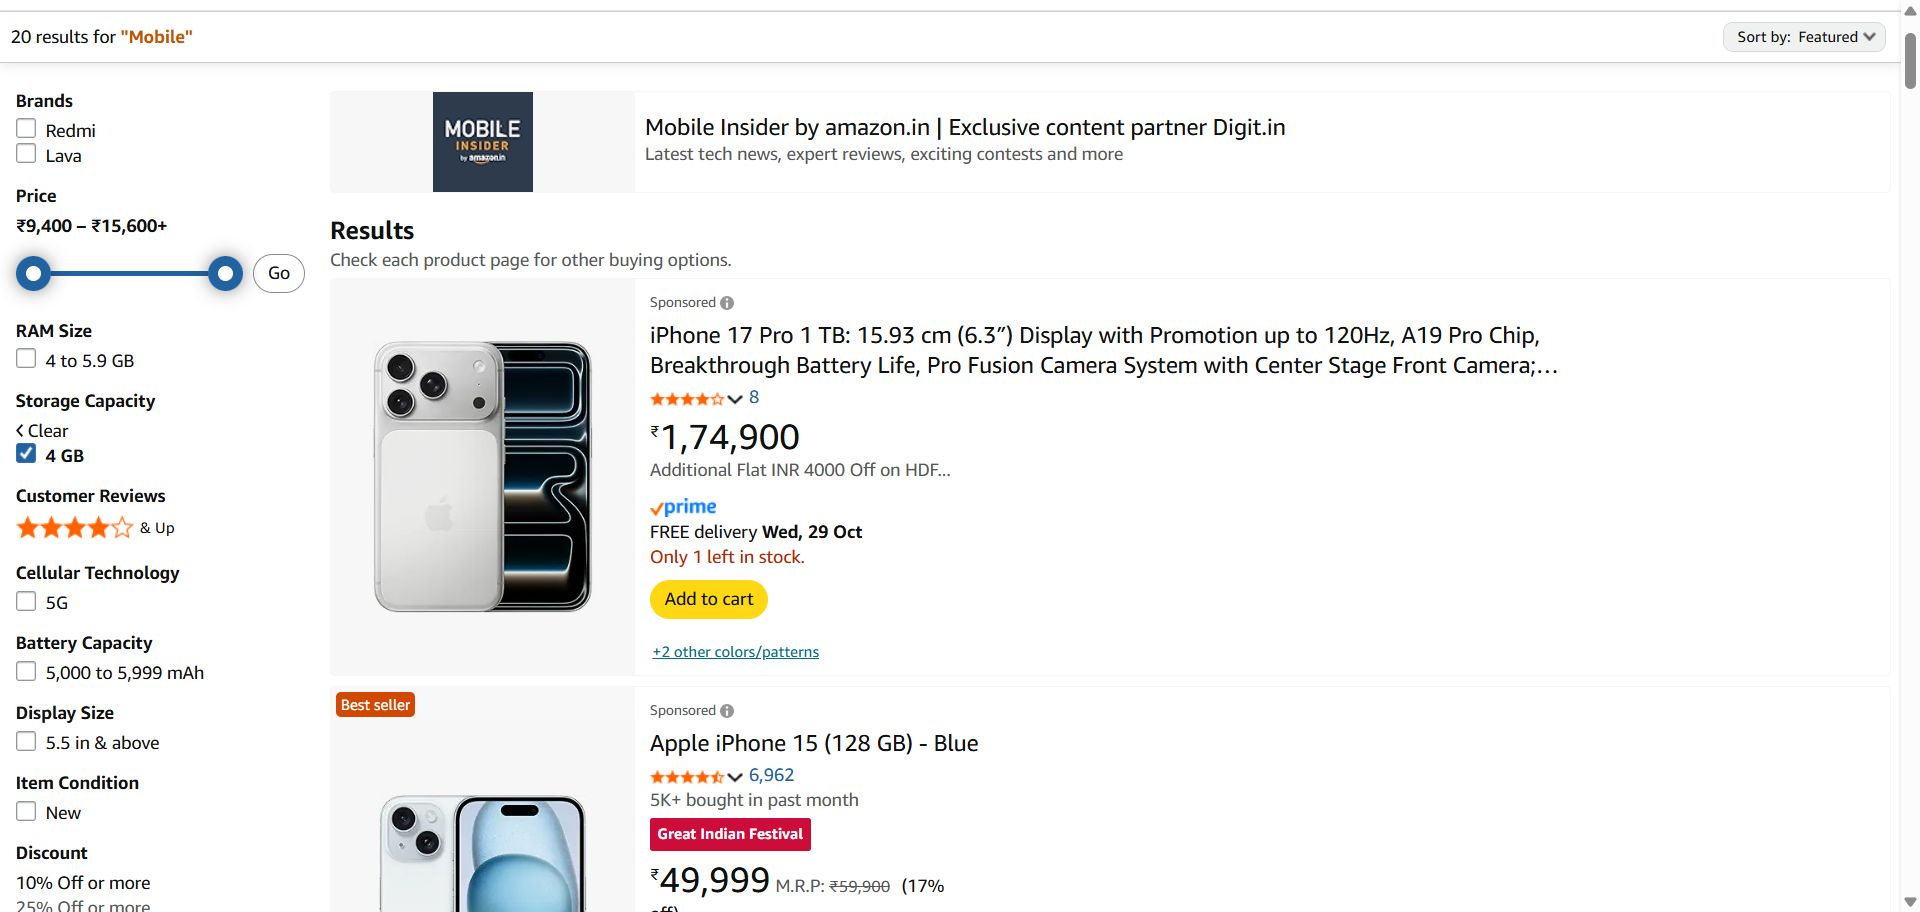 20 results for "Mobile"
Sort by: Featured
Brands
Redmi
Lava
Price
₹9,400 – ₹15,600+
Go
RAM Size
4 to 5.9 GB
Storage Capacity
Clear
4 GB
Customer Reviews
& Up
Cellular Technology
5G
Battery Capacity
5,000 to 5,999 mAh
Display Size
5.5 in & above
Item Condition
New
Discount
10% Off or more
25% Off or more
MOBILE
INSIDER
by amazon.in
Mobile Insider by amazon.in | Exclusive content partner Digit.in
Latest tech news, expert reviews, exciting contests and more
Results
Check each product page for other buying options.
Sponsored
iPhone 17 Pro 1 TB: 15.93 cm (6.3″) Display with Promotion up to 120Hz, A19 Pro Chip,
Breakthrough Battery Life, Pro Fusion Camera System with Center Stage Front Camera;…
8
₹1,74,900
Additional Flat INR 4000 Off on HDF...
prime
FREE delivery Wed, 29 Oct
Only 1 left in stock.
Add to cart
+2 other colors/patterns
Best seller
Sponsored
Apple iPhone 15 (128 GB) - Blue
6,962
5K+ bought in past month
Great Indian Festival
₹49,999 M.R.P: ₹59,900 (17%
off)